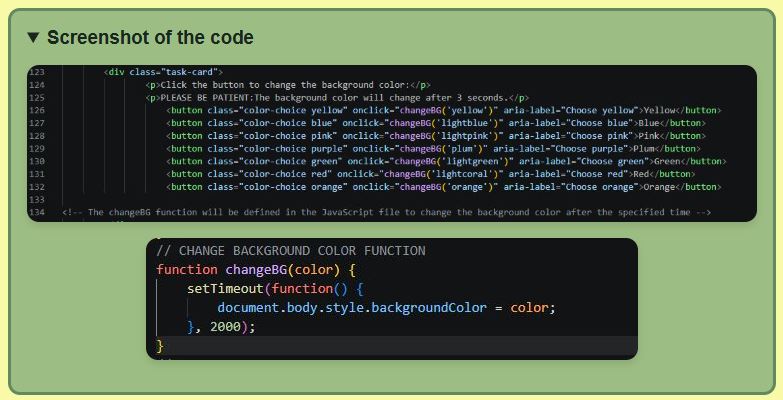 ▼ Screenshot of the code
123 <div class="task-card">
124 <p>Click the button to change the background color:</p>
125 <p>PLEASE BE PATIENT:The background color will change after 3 seconds.</p>
126 <button class="color-choice yellow" onclick="changeBG('yellow')" aria-label="Choose yellow">Yellow</button>
127 <button class="color-choice blue" onclick="changeBG('lightblue')" aria-label="Choose blue">Blue</button>
128 <button class="color-choice pink" onclick="changeBG('lightpink')" aria-label="Choose pink">Pink</button>
129 <button class="color-choice purple" onclick="changeBG('plum')" aria-label="Choose purple">Plum</button>
130 <button class="color-choice green" onclick="changeBG('lightgreen')" aria-label="Choose green">Green</button>
131 <button class="color-choice red" onclick="changeBG('lightcoral')" aria-label="Choose red">Red</button>
132 <button class="color-choice orange" onclick="changeBG('orange')" aria-label="Choose orange">Orange</button>
133
134 <!-- The changeBG function will be defined in the JavaScript file to change the background color after the specified time -->
// CHANGE BACKGROUND COLOR FUNCTION
function changeBG(color) {
setTimeout(function() {
document.body.style.backgroundColor = color;
}, 2000);
}